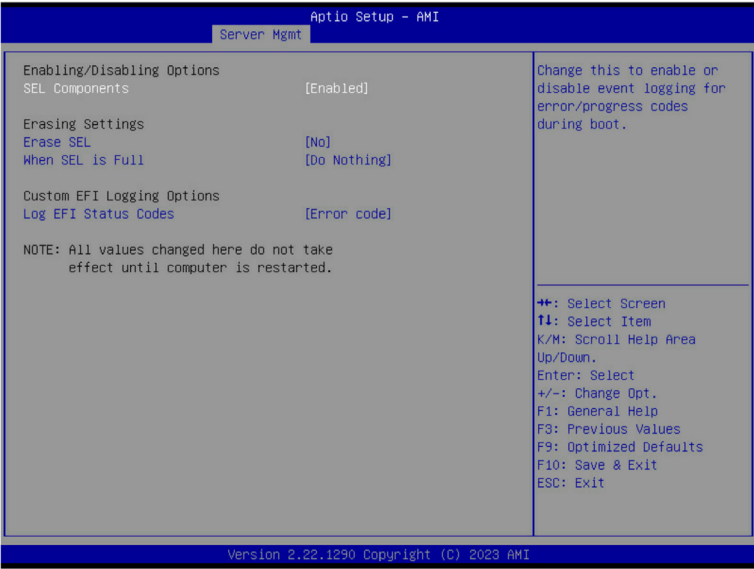 Aptio Setup – AMI
Server Mgmt
Enabling/Disabling Options
SEL Components [Enabled]
Erasing Settings
Erase SEL [No]
When SEL is Full [Do Nothing]
Custom EFI Logging Options
Log EFI Status Codes [Error code]
NOTE: All values changed here do not take
effect until computer is restarted.
Change this to enable or
disable event logging for
error/progress codes
during boot.
→←: Select Screen
↑↓: Select Item
K/M: Scroll Help Area
Up/Down.
Enter: Select
+/-: Change Opt.
F1: General Help
F3: Previous Values
F9: Optimized Defaults
F10: Save & Exit
ESC: Exit
Version 2.22.1290 Copyright (C) 2023 AMI